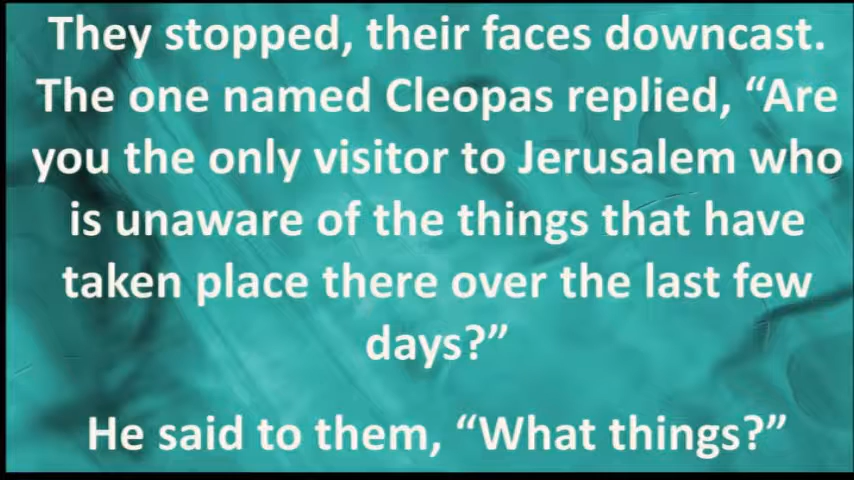 They stopped, their faces downcast.
The one named Cleopas replied, “Are
you the only visitor to Jerusalem who
is unaware of the things that have
taken place there over the last few
days?”
He said to them, “What things?”